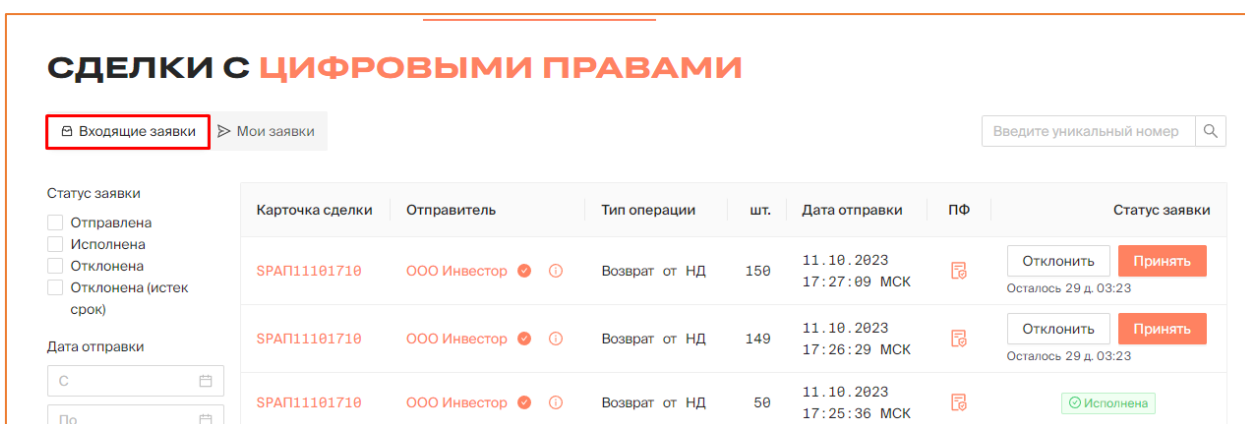 СДЕЛКИ С ЦИФРОВЫМИ ПРАВАМИ
Входящие заявки Мои заявки Введите уникальный номер
Статус заявки
Отправлена
Исполнена
Отклонена
Отклонена (истек
срок)
Дата отправки
С
По
Карточка сделки Отправитель Тип операции шт. Дата отправки ПФ Статус заявки
SPAП11101710 ООО Инвестор Возврат от НД 150 11.10.2023
17:27:09 МСК
Отклонить Принять
Осталось 29 д. 03:23
SPAП11101710 ООО Инвестор Возврат от НД 149 11.10.2023
17:26:29 МСК
Отклонить Принять
Осталось 29 д. 03:23
SPAП11101710 ООО Инвестор Возврат от НД 50 11.10.2023
17:25:36 МСК
Исполнена